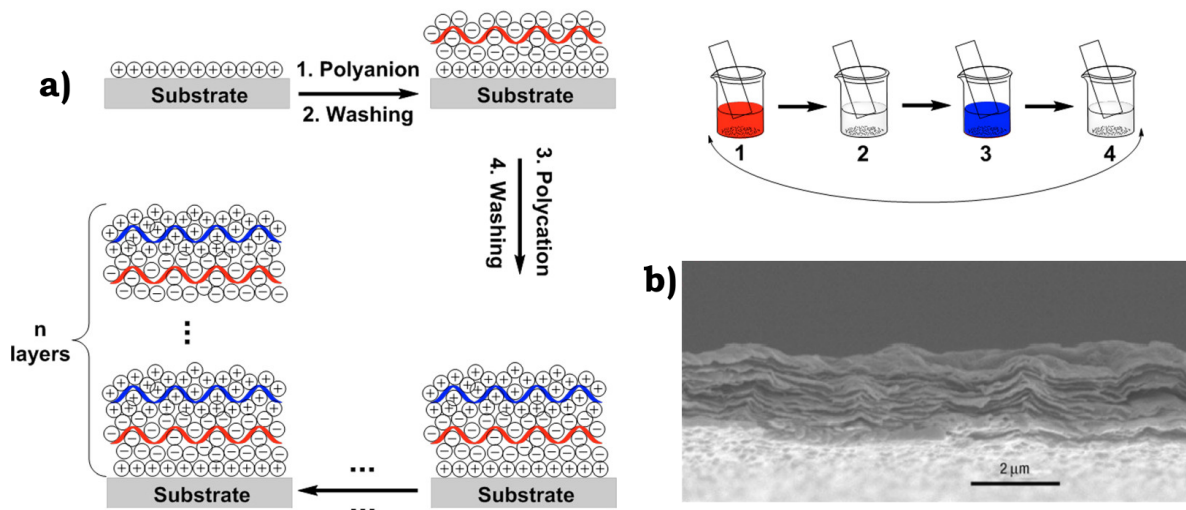 a)
Substrate
1. Polyanion
2. Washing
Substrate
3. Polycation
4. Washing
n
layers
...
Substrate
...
...
Substrate
1
2
3
4
b)
2 µm